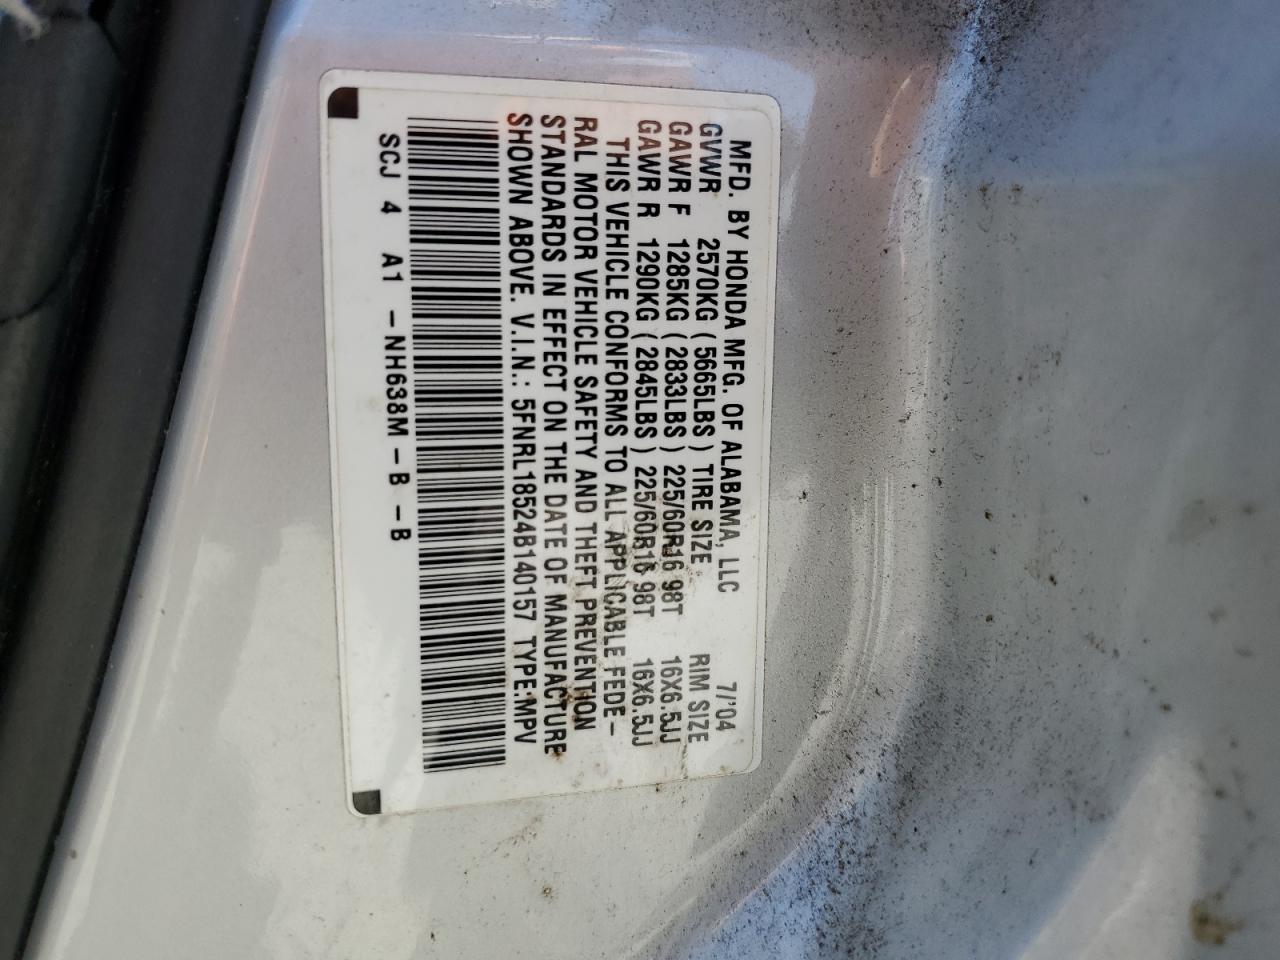 MFD. BY HONDA MFG. OF ALABAMA, LLC 7/'04
GVWR 2570KG ( 5665LBS ) TIRE SIZE RIM SIZE
GAWR F 1285KG ( 2833LBS ) 225/60R16 98T 16X6.5JJ
GAWR R 1290KG ( 2845LBS ) 225/60R16 98T 16X6.5JJ
THIS VEHICLE CONFORMS TO ALL APPLICABLE FEDE-
RAL MOTOR VEHICLE SAFETY AND THEFT PREVENTION
STANDARDS IN EFFECT ON THE DATE OF MANUFACTURE
SHOWN ABOVE. V.I.N.: 5FNRL18524B140157 TYPE:MPV
SCJ 4 A1 -NH638M-B-B